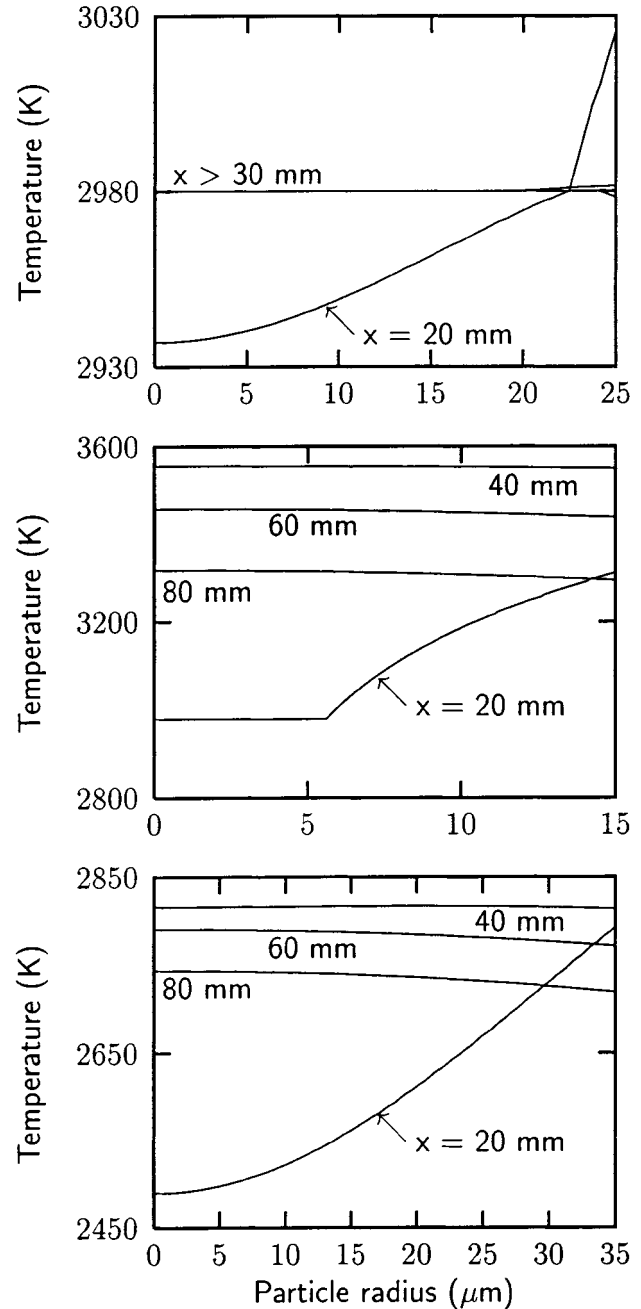 3030
2980
2930
Temperature (K)
x > 30 mm
x = 20 mm
0 5 10 15 20 25
3600
3200
2800
Temperature (K)
40 mm
60 mm
80 mm
x = 20 mm
0 5 10 15
2850
2650
2450
Temperature (K)
40 mm
60 mm
80 mm
x = 20 mm
0 5 10 15 20 25 30 35
Particle radius (μm)